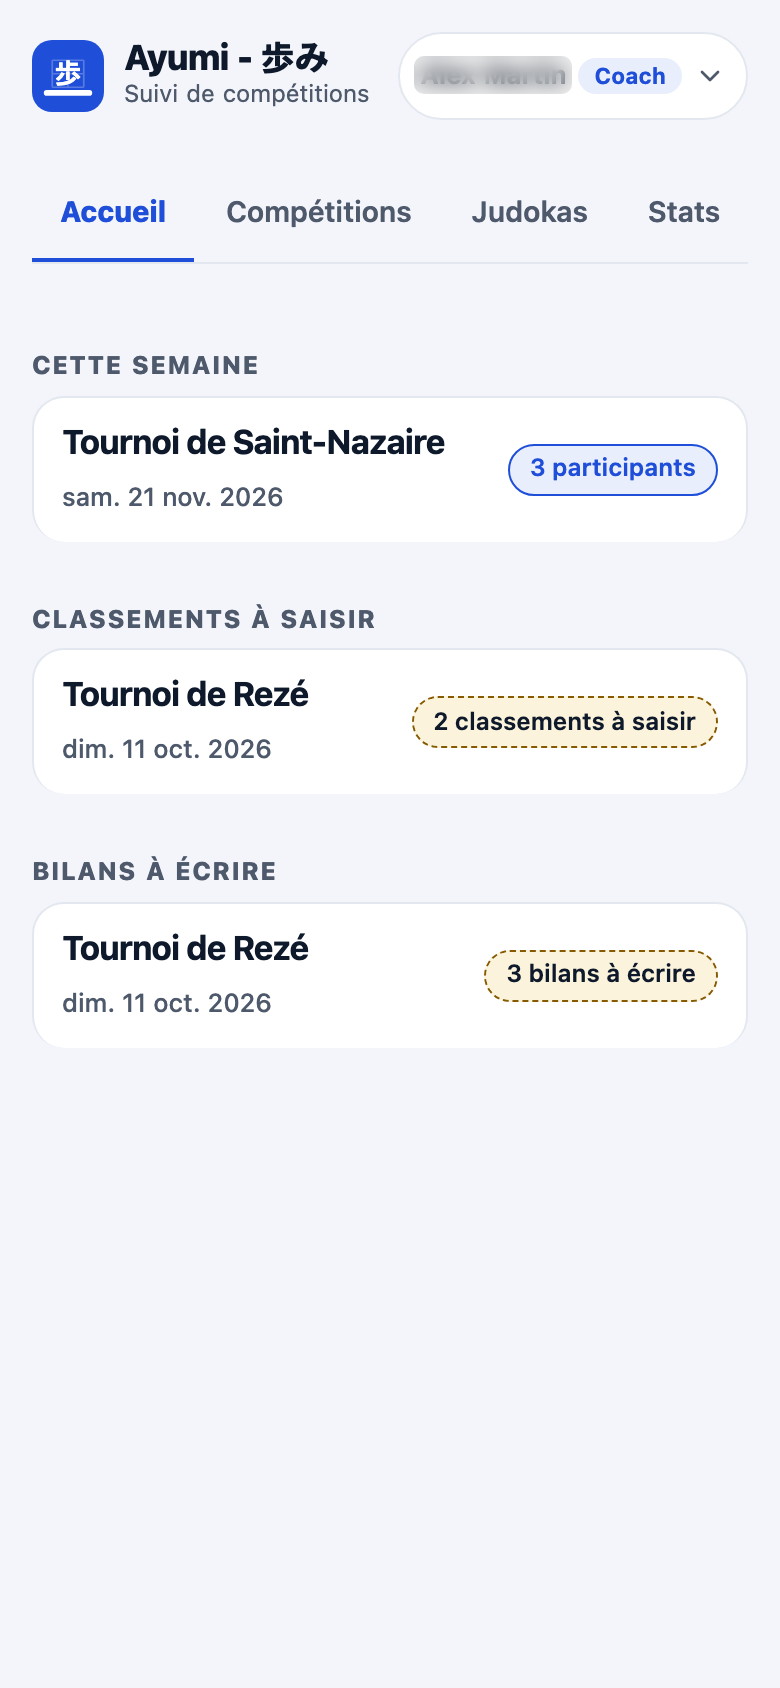 歩
Ayumi - 歩み
Suivi de compétitions
Coach
Accueil
Compétitions
Judokas
Stats
CETTE SEMAINE
Tournoi de Saint-Nazaire
sam. 21 nov. 2026
3 participants
CLASSEMENTS À SAISIR
Tournoi de Rezé
dim. 11 oct. 2026
2 classements à saisir
BILANS À ÉCRIRE
Tournoi de Rezé
dim. 11 oct. 2026
3 bilans à écrire